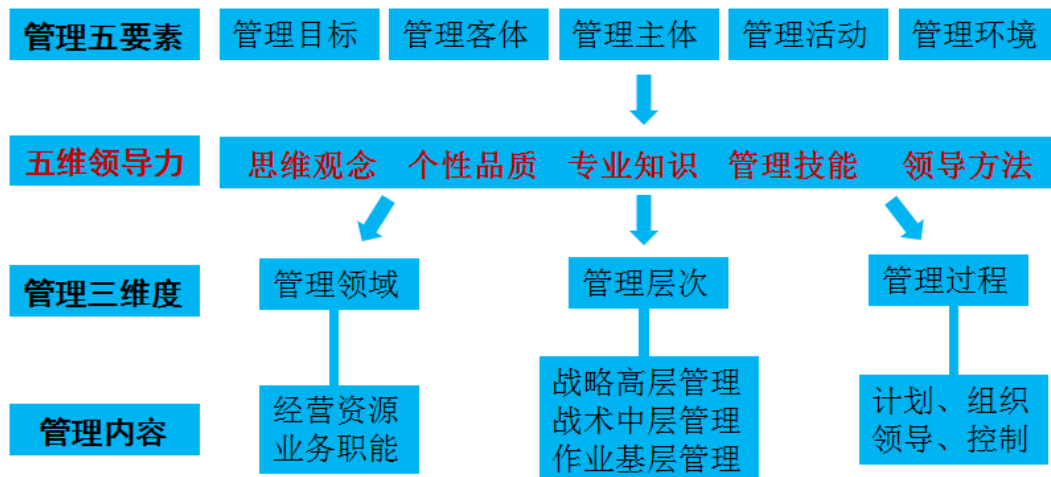 管理五要素 管理目标 管理客体 管理主体 管理活动 管理环境
五维领导力 思维观念 个性品质 专业知识 管理技能 领导方法
管理三维度 管理领域 管理层次 管理过程
管理内容
经营资源
业务职能
战略高层管理
战术中层管理
作业基层管理
计划、组织
领导、控制